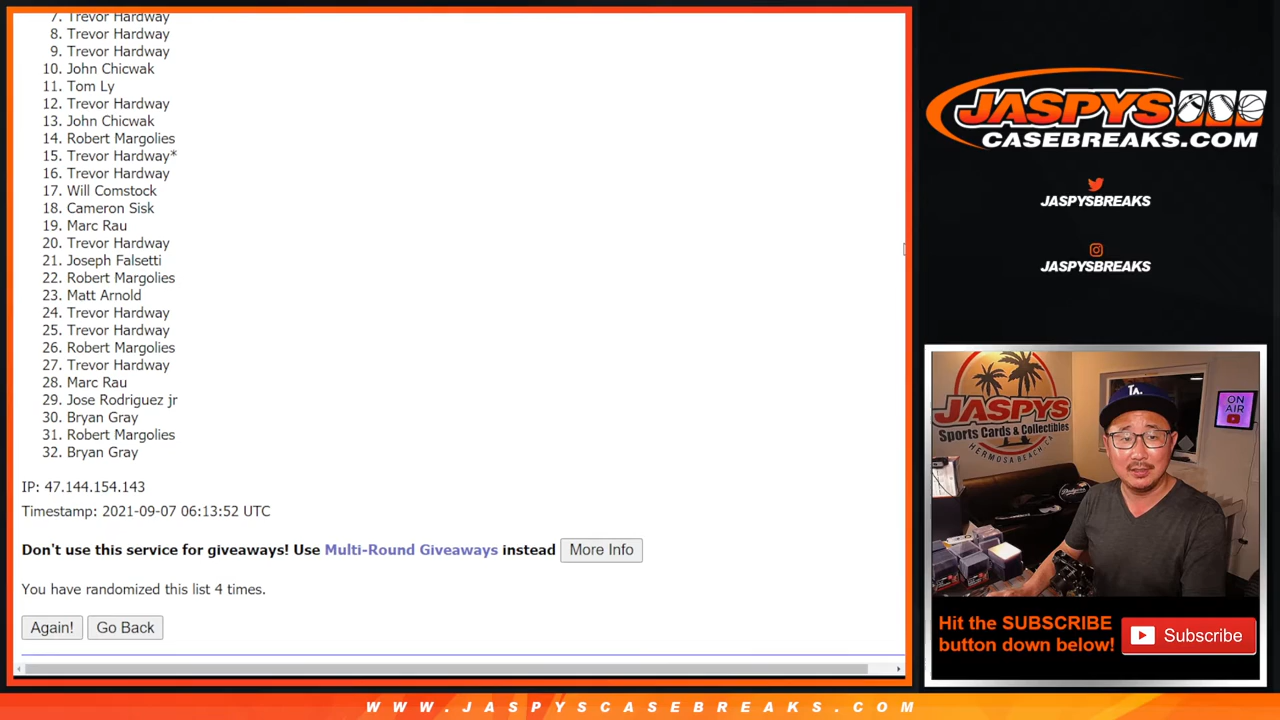 7. Trevor Hardway
8. Trevor Hardway
9. Trevor Hardway
10. John Chicwak
11. Tom Ly
12. Trevor Hardway
13. John Chicwak
14. Robert Margolies
15. Trevor Hardway*
16. Trevor Hardway
17. Will Comstock
18. Cameron Sisk
19. Marc Rau
20. Trevor Hardway
21. Joseph Falsetti
22. Robert Margolies
23. Matt Arnold
24. Trevor Hardway
25. Trevor Hardway
26. Robert Margolies
27. Trevor Hardway
28. Marc Rau
29. Jose Rodriguez jr
30. Bryan Gray
31. Robert Margolies
32. Bryan Gray
IP: 47.144.154.143
Timestamp: 2021-09-07 06:13:52 UTC
Don't use this service for giveaways! Use Multi-Round Giveaways instead More Info
You have randomized this list 4 times.
Again! Go Back
JASPYS
CASEBREAKS.COM
JASPYSBREAKS
JASPYSBREAKS
JASPYS
Sports Cards & Collectibles
HERMOSA BEACH, CA
LA
ON
AIR
Dodgers
Hit the SUBSCRIBE
button down below!
Subscribe
WWW.JASPYSCASEBREAKS.COM